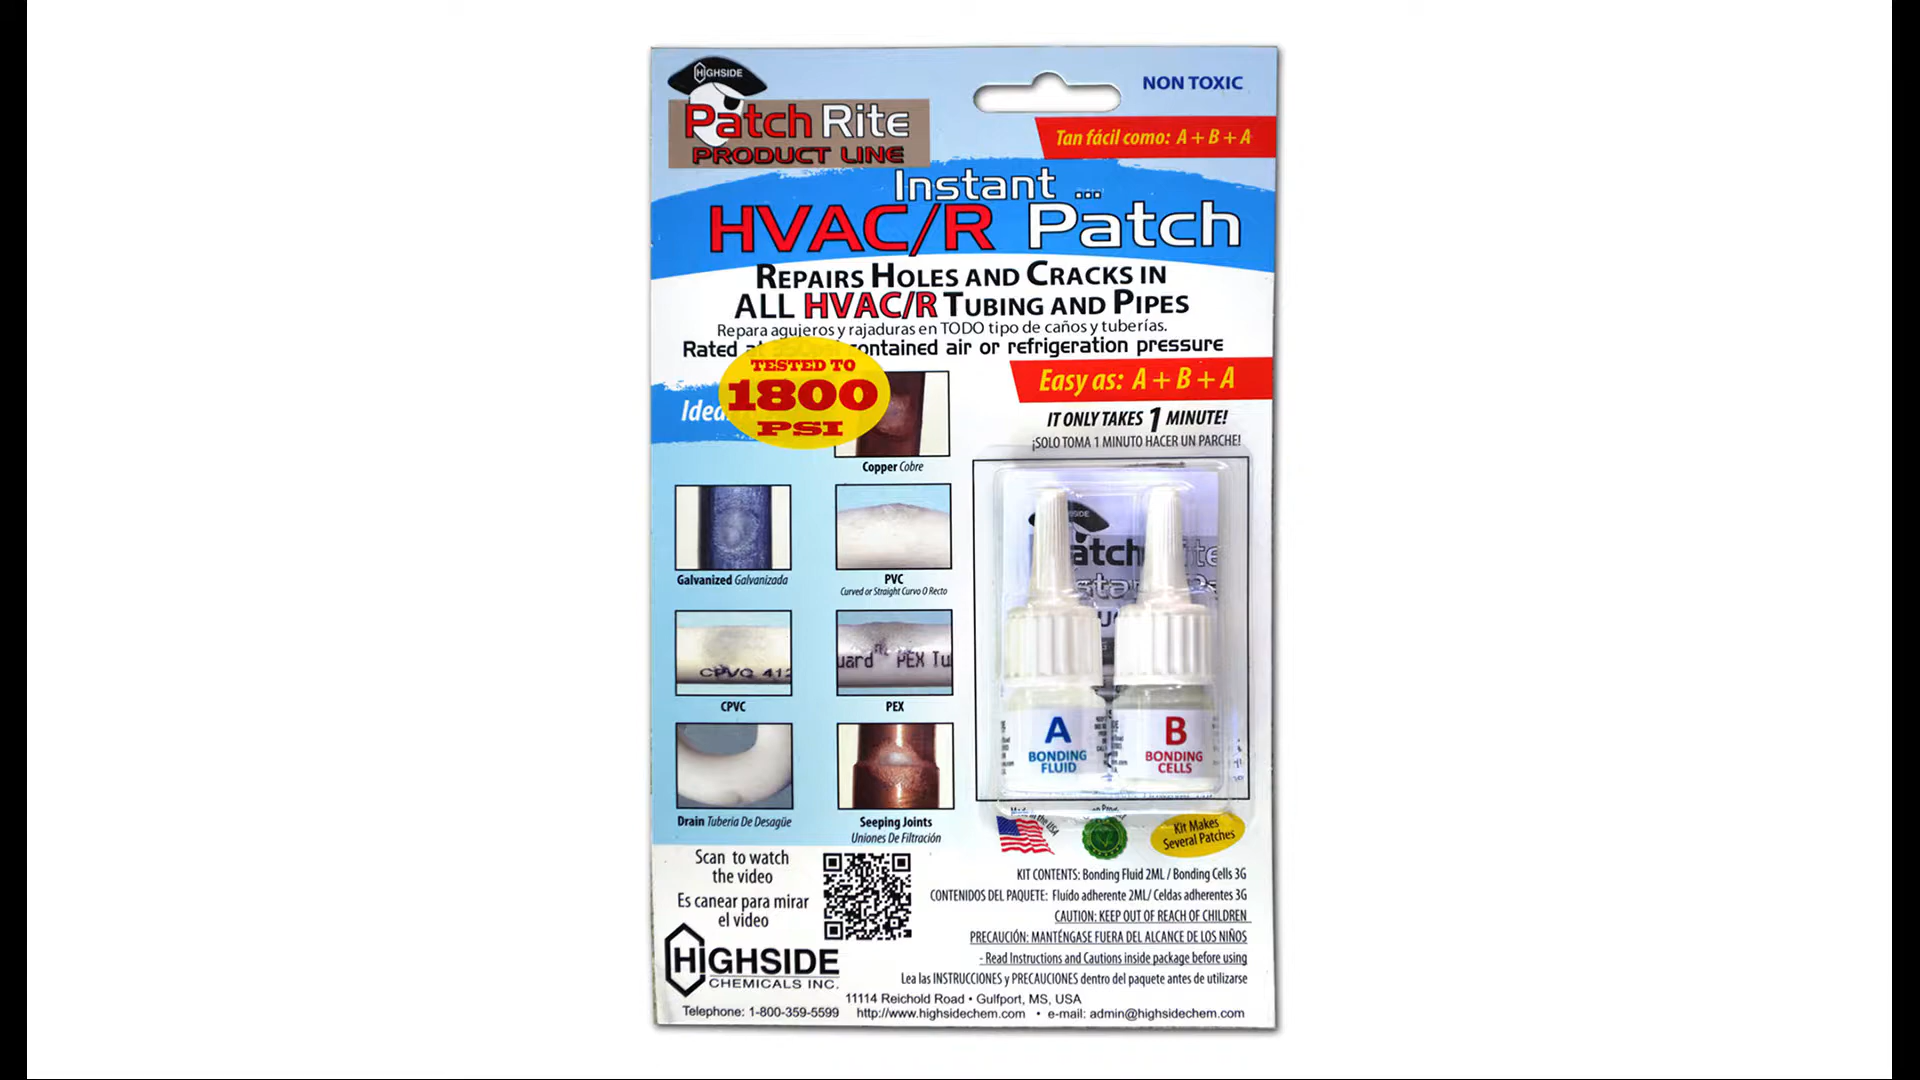 HIGHSIDE
Patch Rite
PRODUCT LINE
NON TOXIC
Tan fácil como: A + B + A
Instant ...
HVAC/R Patch
REPAIRS HOLES AND CRACKS IN
ALL HVAC/R TUBING AND PIPES
Repara agujeros y rajaduras en TODO tipo de caños y tuberías.
Rated contained air or refrigeration pressure
TESTED TO
1800
PSI
Easy as: A + B + A
IT ONLY TAKES 1 MINUTE!
¡SOLO TOMA 1 MINUTO HACER UN PARCHE!
Copper Cobre
Galvanized Galvanizada
PVC
Curved or Straight Curvo O Recto
CPVC 412
PEX Tu
CPVC
PEX
A
BONDING
FLUID
B
BONDING
CELLS
Drain Tuberia De Desagüe
Seeping Joints
Uniones De Filtración
Kit Makes
Several Patches
Scan to watch
the video
Es canear para mirar
el video
KIT CONTENTS: Bonding Fluid 2ML / Bonding Cells 3G
CONTENIDOS DEL PAQUETE: Fluído adherente 2ML/ Celdas adherentes 3G
CAUTION: KEEP OUT OF REACH OF CHILDREN
PRECAUCIÓN: MANTÉNGASE FUERA DEL ALCANCE DE LOS NIÑOS
- Read Instructions and Cautions inside package before using
Lea las INSTRUCCIONES y PRECAUCIONES dentro del paquete antes de utilizarse
HIGHSIDE
CHEMICALS INC.
11114 Reichold Road • Gulfport, MS, USA
Telephone: 1-800-359-5599 http://www.highsidechem.com • e-mail: admin@highsidechem.com